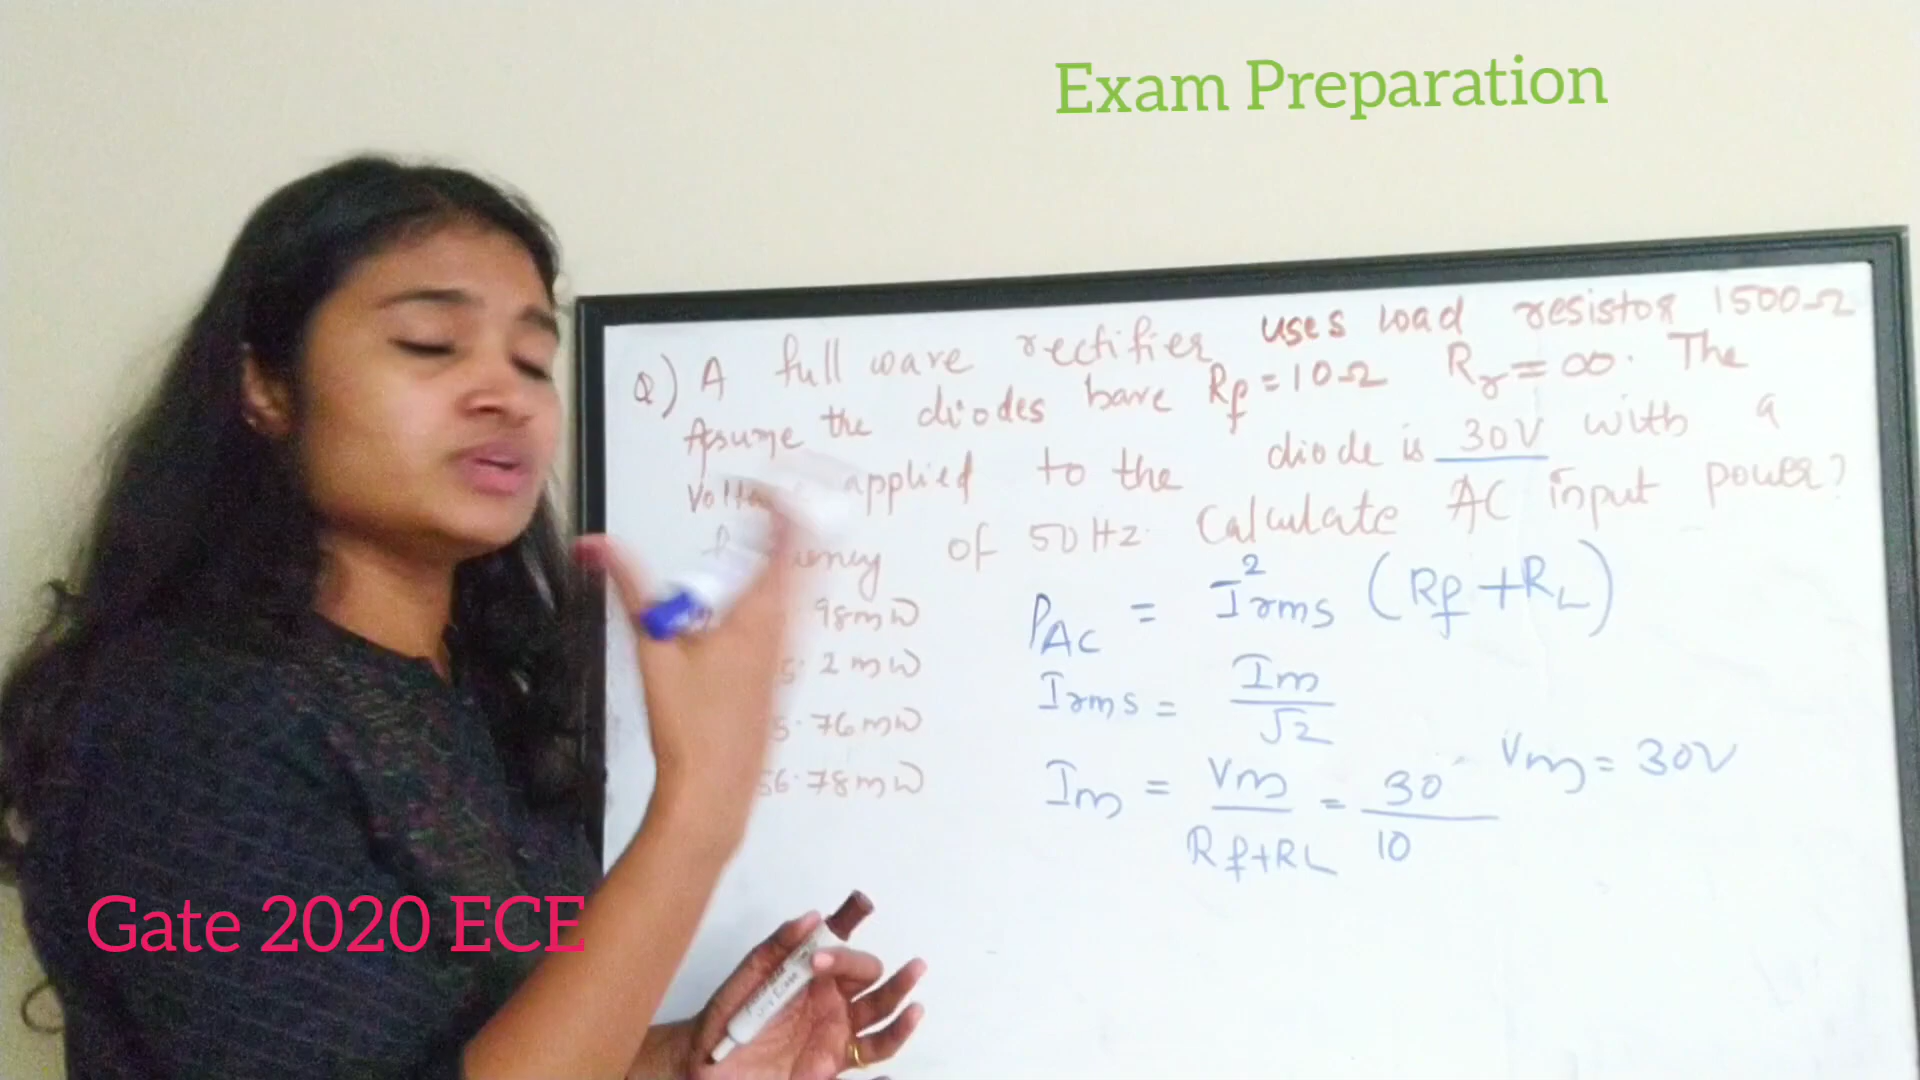 Exam Preparation
Q) A full wave rectifier uses load resistor 1500Ω
Assume the diodes have Rf = 10Ω Rr = ∞. The
applied to the diode is 30V with a
of 50Hz. Calculate AC input power?
98mW
2mW
.76mW
56.78mW
PAC = I²rms (Rf + RL)
Irms = Im/√2
Im = Vm/Rf+RL = 30/10 Vm = 30V
Gate 2020 ECE